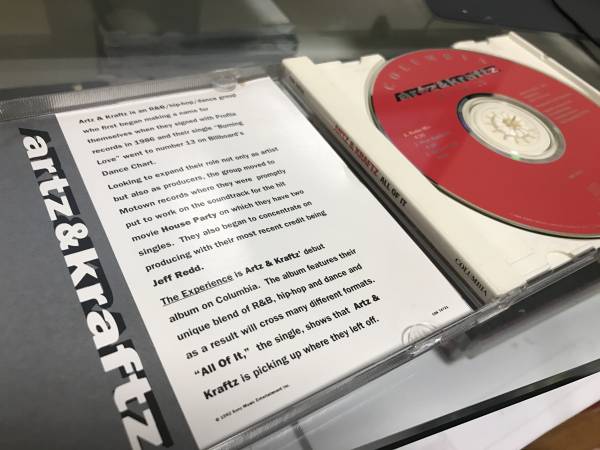 Artz & Kraftz is an R&B/hip-hop/dance group
who first began making a name for
themselves when they signed with Profile
records in 1986 and their single "Burning
Love" went to number 13 on Billboard's
Dance Chart.
Looking to expand their role not only as artist
but also as producers, the group moved to
Motown records where they were promptly
put to work on the soundtrack for the hit
movie House Party on which they have two
singles. They also began to concentrate on
producing with their most recent credit being
Jeff Redd.
The Experience is Artz & Kraftz' debut
album on Columbia. The album features their
unique blend of R&B, hip-hop and dance and
as a result will cross many different formats.
"All Of It," the single, shows that Artz &
Kraftz is picking up where they left off.
© 1992 Sony Music Entertainment Inc.
artz&kraftz
ARTZ & KRAFTZ ALL OF IT
COLUMBIA
COLUMBIA
Artz&Kraftz